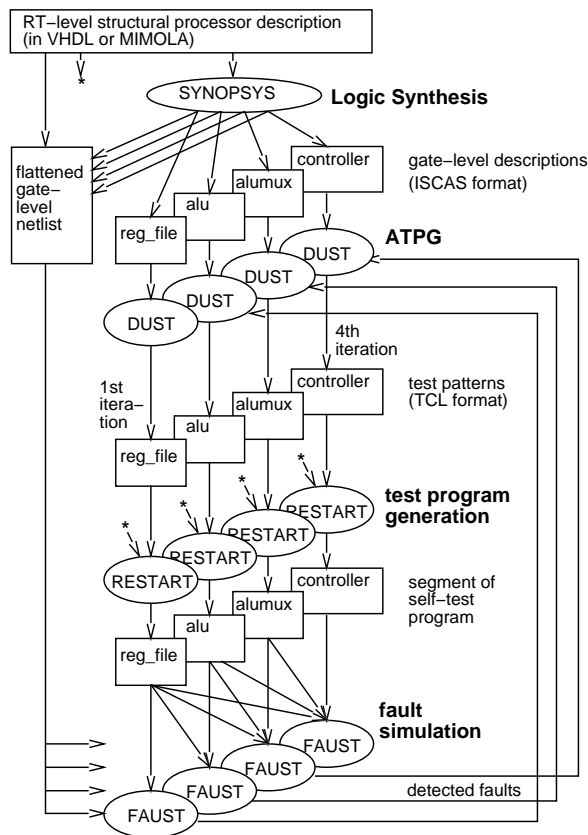 RT-level structural processor description
(in VHDL or MIMOLA)
*
SYNOPSYS
Logic Synthesis
flattened
gate-
level
netlist
controller
alumux
alu
reg_file
gate-level descriptions
(ISCAS format)
ATPG
DUST
DUST
DUST
DUST
4th
iteration
1st
itera-
tion
controller
alumux
alu
reg_file
test patterns
(TCL format)
*
*
*
*
test program
generation
RESTART
RESTART
RESTART
RESTART
controller
alumux
alu
reg_file
segment of
self-test
program
fault
simulation
FAUST
FAUST
FAUST
FAUST
detected faults